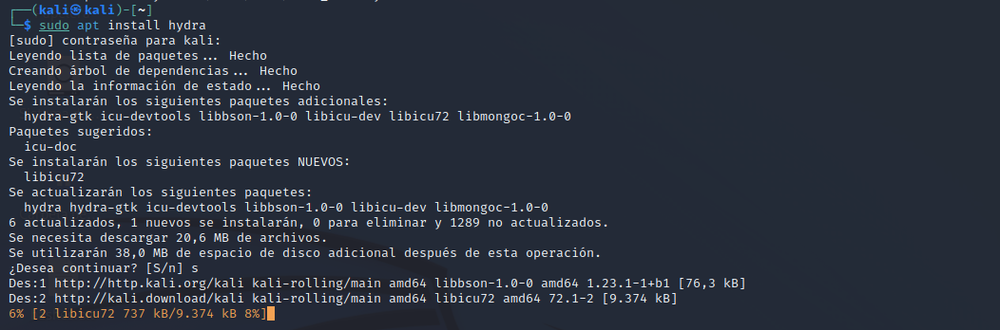 ┌──(kali㉿kali)-[~]
└─$ sudo apt install hydra
[sudo] contraseña para kali:
Leyendo lista de paquetes... Hecho
Creando árbol de dependencias... Hecho
Leyendo la información de estado... Hecho
Se instalarán los siguientes paquetes adicionales:
  hydra-gtk icu-devtools libbson-1.0-0 libicu-dev libicu72 libmongoc-1.0-0
Paquetes sugeridos:
  icu-doc
Se instalarán los siguientes paquetes NUEVOS:
  libicu72
Se actualizarán los siguientes paquetes:
  hydra hydra-gtk icu-devtools libbson-1.0-0 libicu-dev libmongoc-1.0-0
6 actualizados, 1 nuevos se instalarán, 0 para eliminar y 1289 no actualizados.
Se necesita descargar 20,6 MB de archivos.
Se utilizarán 38,0 MB de espacio de disco adicional después de esta operación.
¿Desea continuar? [S/n] s
Des:1 http://http.kali.org/kali kali-rolling/main amd64 libbson-1.0-0 amd64 1.23.1-1+b1 [76,3 kB]
Des:2 http://kali.download/kali kali-rolling/main amd64 libicu72 amd64 72.1-2 [9.374 kB]
6% [2 libicu72 737 kB/9.374 kB 8%]